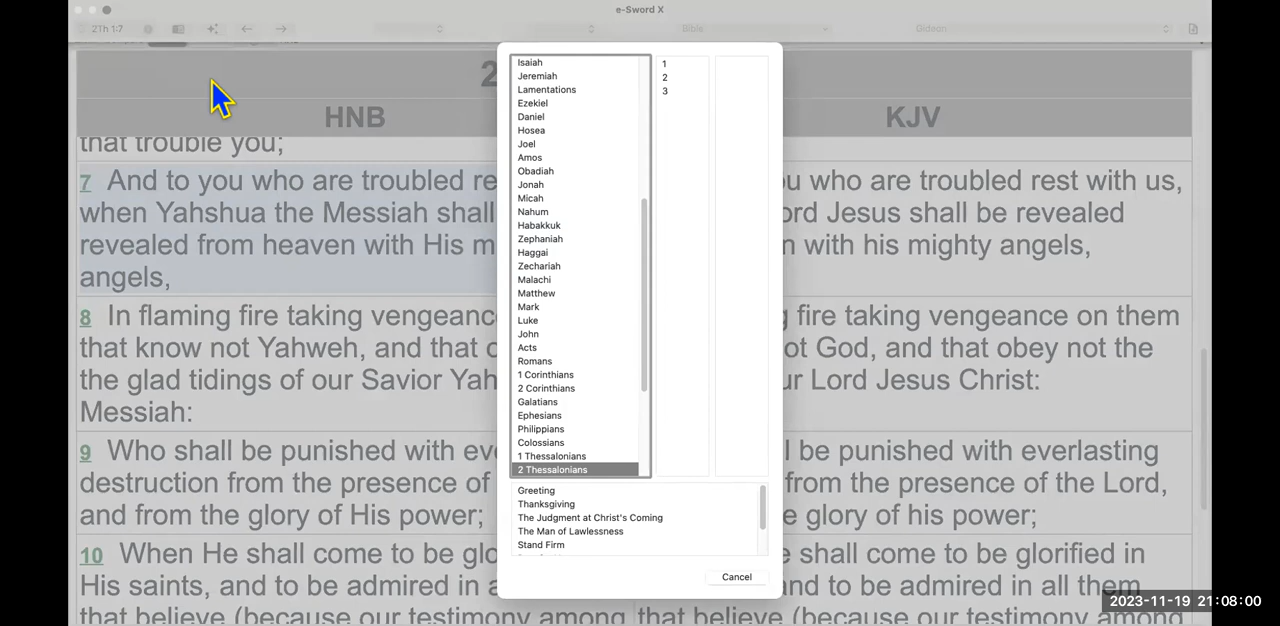 e-Sword X
2Th 1:7
Bible
Gideon
2
HNB
KJV
that trouble you;
7 And to you who are troubled re
when Yahshua the Messiah shall
revealed from heaven with His m
angels,
8 In flaming fire taking vengeanc
that know not Yahweh, and that o
the glad tidings of our Savior Yah
Messiah:
9 Who shall be punished with ev
destruction from the presence of
and from the glory of His power;
10 When He shall come to be glo
His saints, and to be admired in a
that believe (because our testimony among
Isaiah
Jeremiah
Lamentations
Ezekiel
Daniel
Hosea
Joel
Amos
Obadiah
Jonah
Micah
Nahum
Habakkuk
Zephaniah
Haggai
Zechariah
Malachi
Matthew
Mark
Luke
John
Acts
Romans
1 Corinthians
2 Corinthians
Galatians
Ephesians
Philippians
Colossians
1 Thessalonians
2 Thessalonians
1
2
3
Greeting
Thanksgiving
The Judgment at Christ's Coming
The Man of Lawlessness
Stand Firm
Cancel
u who are troubled rest with us,
ord Jesus shall be revealed
n with his mighty angels,
g fire taking vengeance on them
ot God, and that obey not the
ur Lord Jesus Christ:
l be punished with everlasting
from the presence of the Lord,
e glory of his power;
e shall come to be glorified in
and to be admired in all them
that believe (because our testimony among
2023-11-19 21:08:00